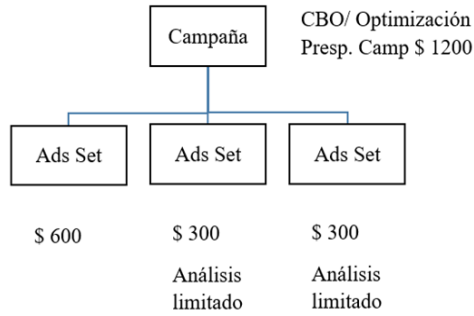 CBO/ Optimización
Presp. Camp $ 1200
Campaña
Ads Set
Ads Set
Ads Set
$ 600
$ 300
$ 300
Análisis
limitado
Análisis
limitado